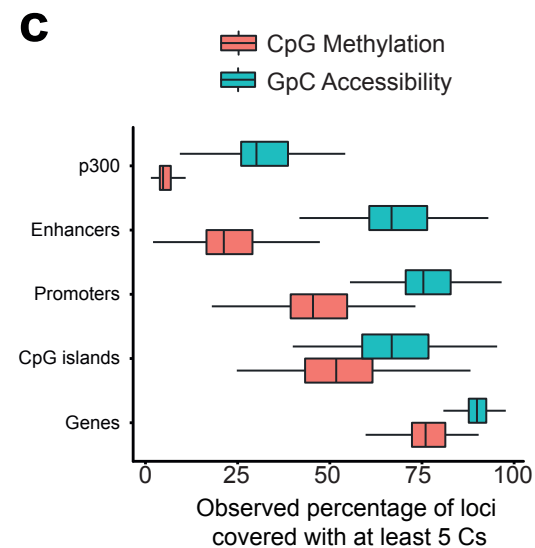 c
CpG Methylation
GpC Accessibility
p300
Enhancers
Promoters
CpG islands
Genes
0 25 50 75 100
Observed percentage of loci
covered with at least 5 Cs